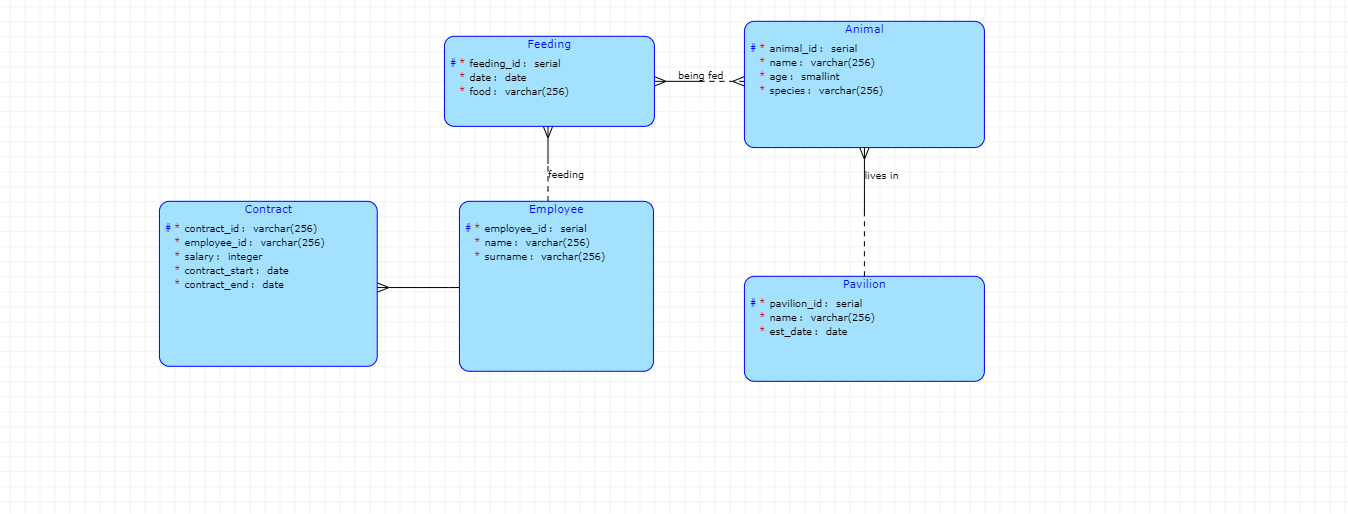 Feeding
# * feeding_id : serial
* date : date
* food : varchar(256)
being fed
Animal
# * animal_id : serial
* name : varchar(256)
* age : smallint
* species : varchar(256)
feeding
lives in
Contract
# * contract_id : varchar(256)
* employee_id : varchar(256)
* salary : integer
* contract_start : date
* contract_end : date
Employee
# * employee_id : serial
* name : varchar(256)
* surname : varchar(256)
Pavilion
# * pavilion_id : serial
* name : varchar(256)
* est_date : date